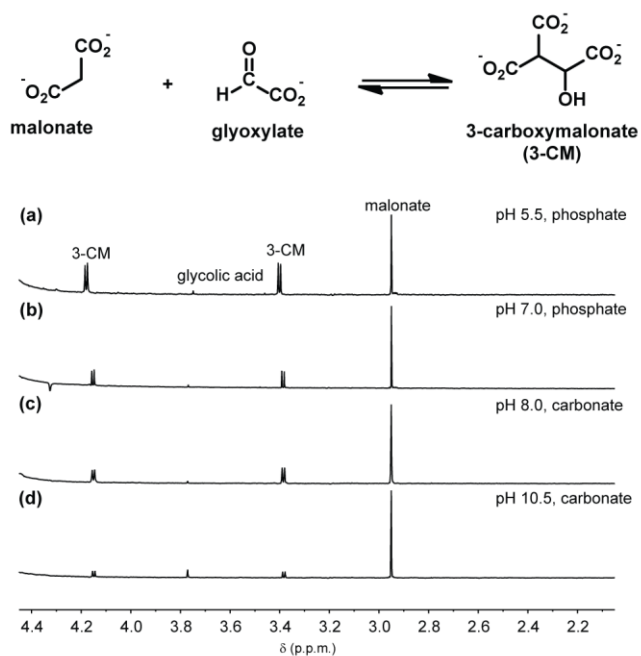 CO₂⁻
⁻O₂C
malonate
+
O
H CO₂⁻
glyoxylate
CO₂⁻
⁻O₂C CO₂⁻
OH
3-carboxymalonate
(3-CM)
(a) 3-CM glycolic acid 3-CM malonate pH 5.5, phosphate
(b) pH 7.0, phosphate
(c) pH 8.0, carbonate
(d) pH 10.5, carbonate
4.4 4.2 4.0 3.8 3.6 3.4 3.2 3.0 2.8 2.6 2.4 2.2
δ (p.p.m.)